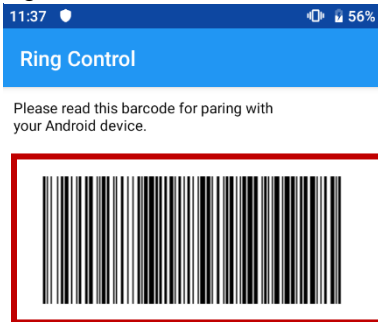 11:37 56%
Ring Control
Please read this barcode for paring with
your Android device.